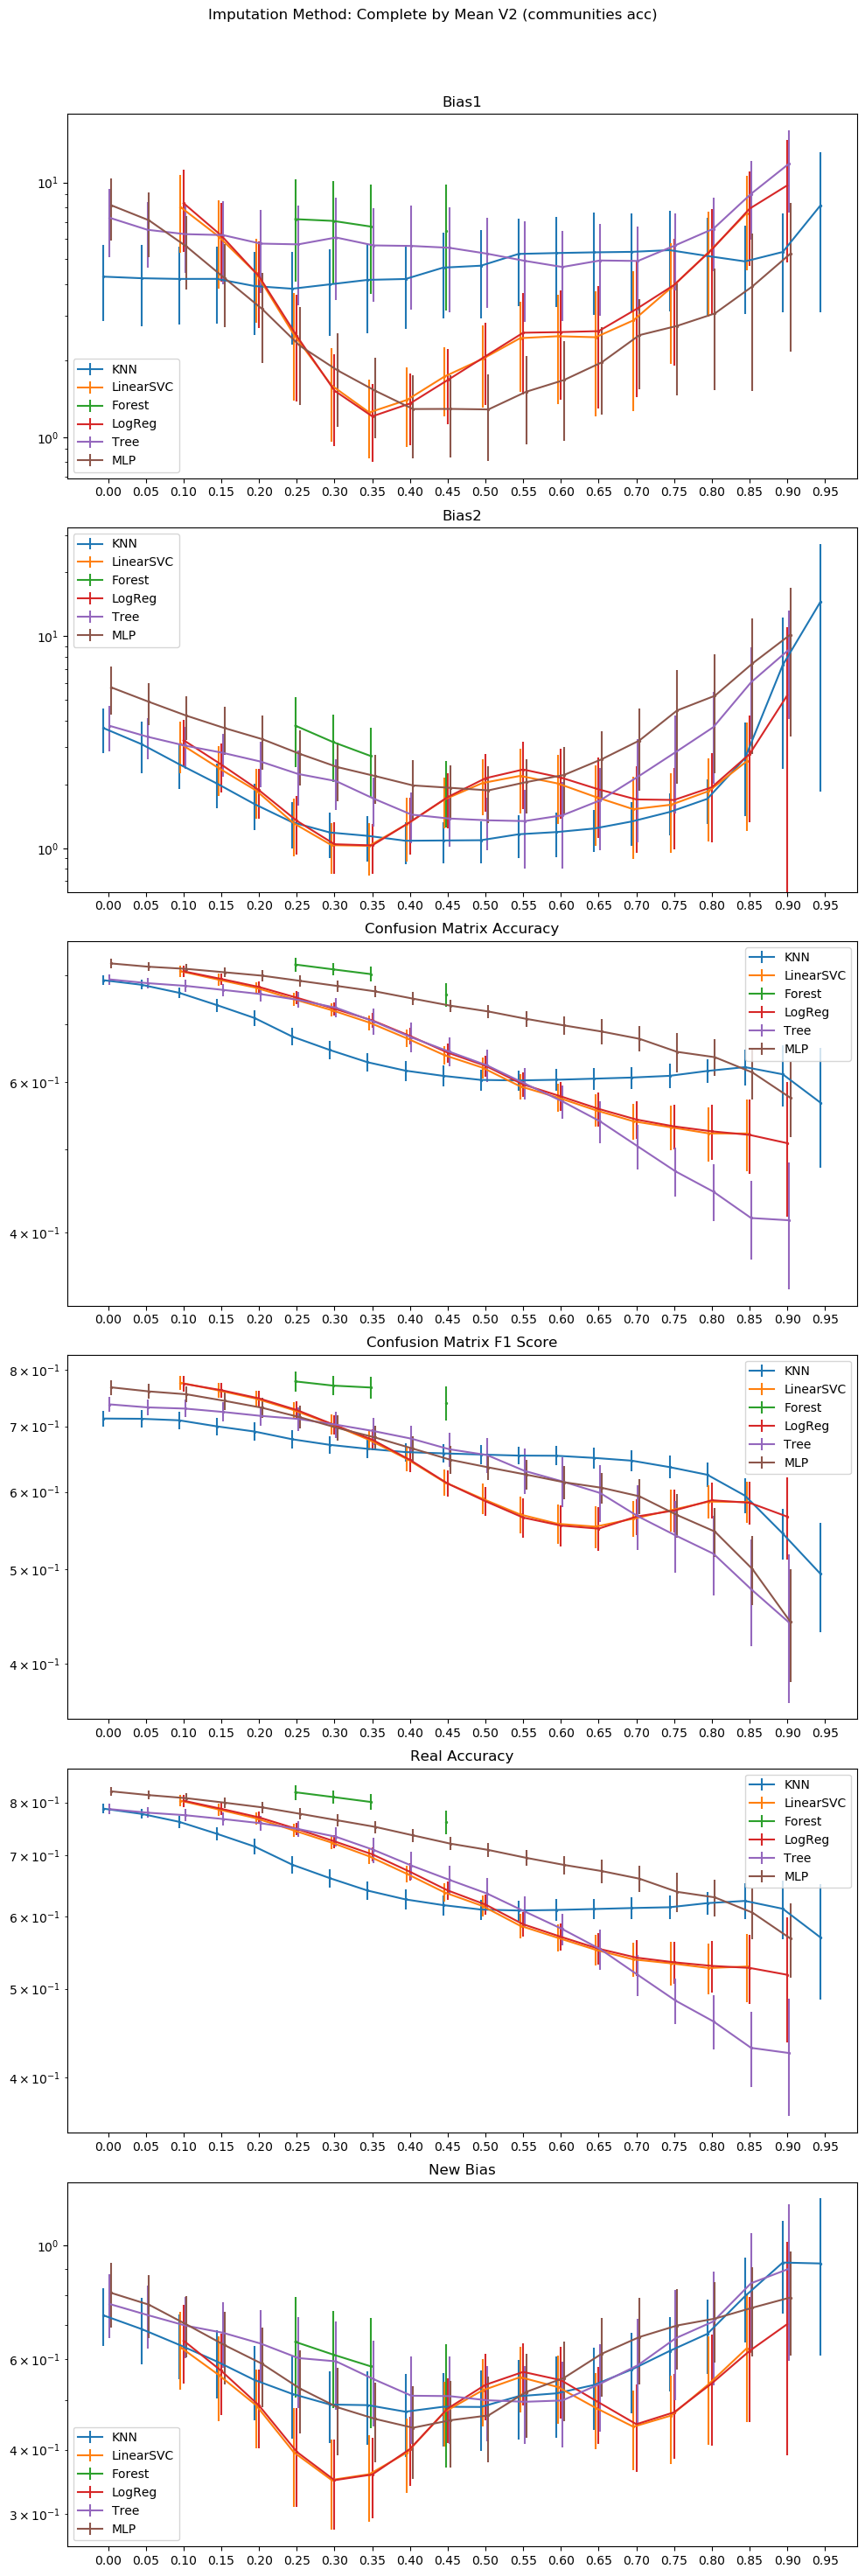 Imputation Method: Complete by Mean V2 (communities acc)
Bias1
10¹
10⁰
KNN
LinearSVC
Forest
LogReg
Tree
MLP
0.00 0.05 0.10 0.15 0.20 0.25 0.30 0.35 0.40 0.45 0.50 0.55 0.60 0.65 0.70 0.75 0.80 0.85 0.90 0.95
Bias2
10¹
10⁰
KNN
LinearSVC
Forest
LogReg
Tree
MLP
0.00 0.05 0.10 0.15 0.20 0.25 0.30 0.35 0.40 0.45 0.50 0.55 0.60 0.65 0.70 0.75 0.80 0.85 0.90 0.95
Confusion Matrix Accuracy
6 × 10⁻¹
4 × 10⁻¹
KNN
LinearSVC
Forest
LogReg
Tree
MLP
0.00 0.05 0.10 0.15 0.20 0.25 0.30 0.35 0.40 0.45 0.50 0.55 0.60 0.65 0.70 0.75 0.80 0.85 0.90 0.95
Confusion Matrix F1 Score
8 × 10⁻¹
7 × 10⁻¹
6 × 10⁻¹
5 × 10⁻¹
4 × 10⁻¹
KNN
LinearSVC
Forest
LogReg
Tree
MLP
0.00 0.05 0.10 0.15 0.20 0.25 0.30 0.35 0.40 0.45 0.50 0.55 0.60 0.65 0.70 0.75 0.80 0.85 0.90 0.95
Real Accuracy
8 × 10⁻¹
7 × 10⁻¹
6 × 10⁻¹
5 × 10⁻¹
4 × 10⁻¹
KNN
LinearSVC
Forest
LogReg
Tree
MLP
0.00 0.05 0.10 0.15 0.20 0.25 0.30 0.35 0.40 0.45 0.50 0.55 0.60 0.65 0.70 0.75 0.80 0.85 0.90 0.95
New Bias
10⁰
6 × 10⁻¹
4 × 10⁻¹
3 × 10⁻¹
KNN
LinearSVC
Forest
LogReg
Tree
MLP
0.00 0.05 0.10 0.15 0.20 0.25 0.30 0.35 0.40 0.45 0.50 0.55 0.60 0.65 0.70 0.75 0.80 0.85 0.90 0.95